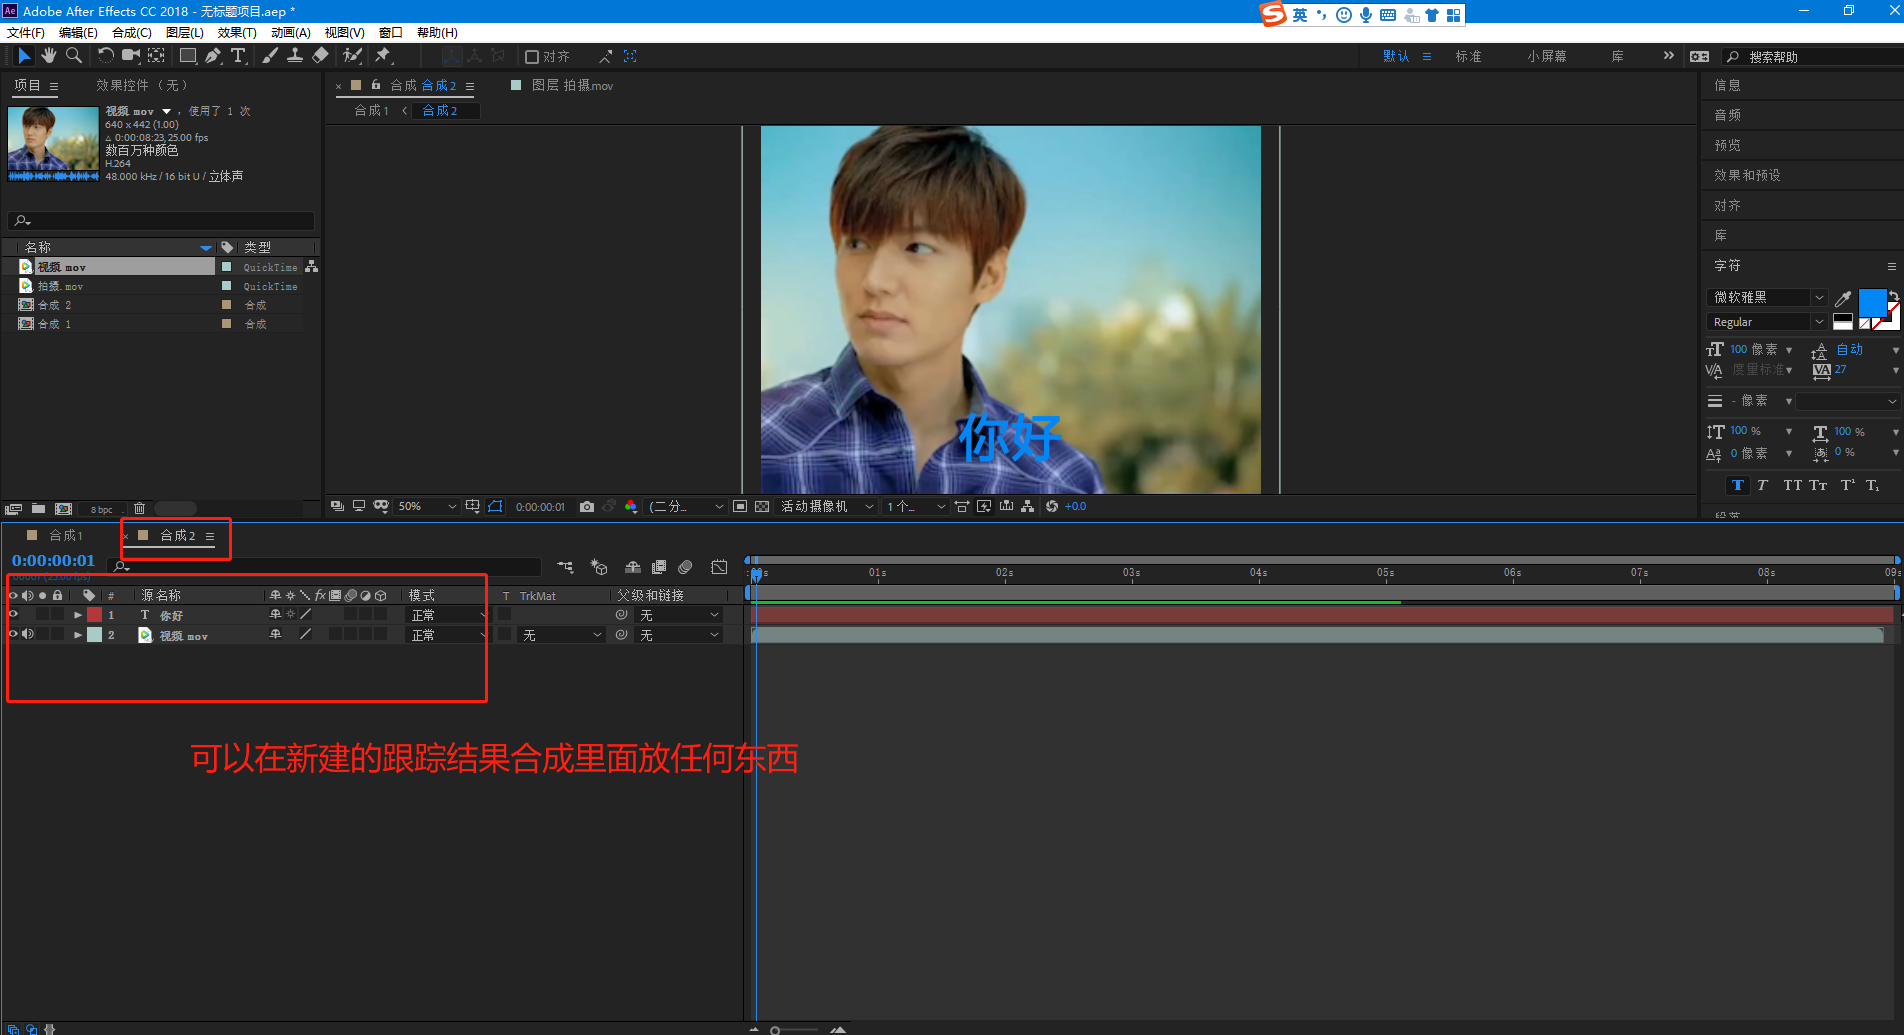 Ae Adobe After Effects CC 2018 - 无标题项目.aep *
英
文件(F) 编辑(E) 合成(C) 图层(L) 效果(T) 动画(A) 视图(V) 窗口 帮助(H)
对齐 默认 标准 小屏幕 库 搜索帮助
项目 效果控件 (无)
视频.mov ，使用了 1 次
640 x 442 (1.00)
△ 0:00:08:23, 25.00 fps
数百万种颜色
H.264
48.000 kHz / 16 bit U / 立体声
名称 类型
视频.mov QuickTime
拍摄.mov QuickTime
合成 2 合成
合成 1 合成
8 bpc
合成 合成2 图层 拍摄.mov
合成1 合成2
你好
50% 0:00:00:01 (二分... 活动摄像机 1个... +0.0
信息
音频
预览
效果和预设
对齐
库
字符
微软雅黑
Regular
100 像素 自动
度量标准 27
- 像素
100 % 100 %
0 像素 0 %
T T TT Tt T¹ T₁
段落
合成1 合成2
0:00:00:01
00001 (25.00 fps)
# 源名称 模式 T TrkMat 父级和链接
1 T 你好 正常 无
2 视频.mov 正常 无 无
01s 02s 03s 04s 05s 06s 07s 08s 09s
可以在新建的跟踪结果合成里面放任何东西